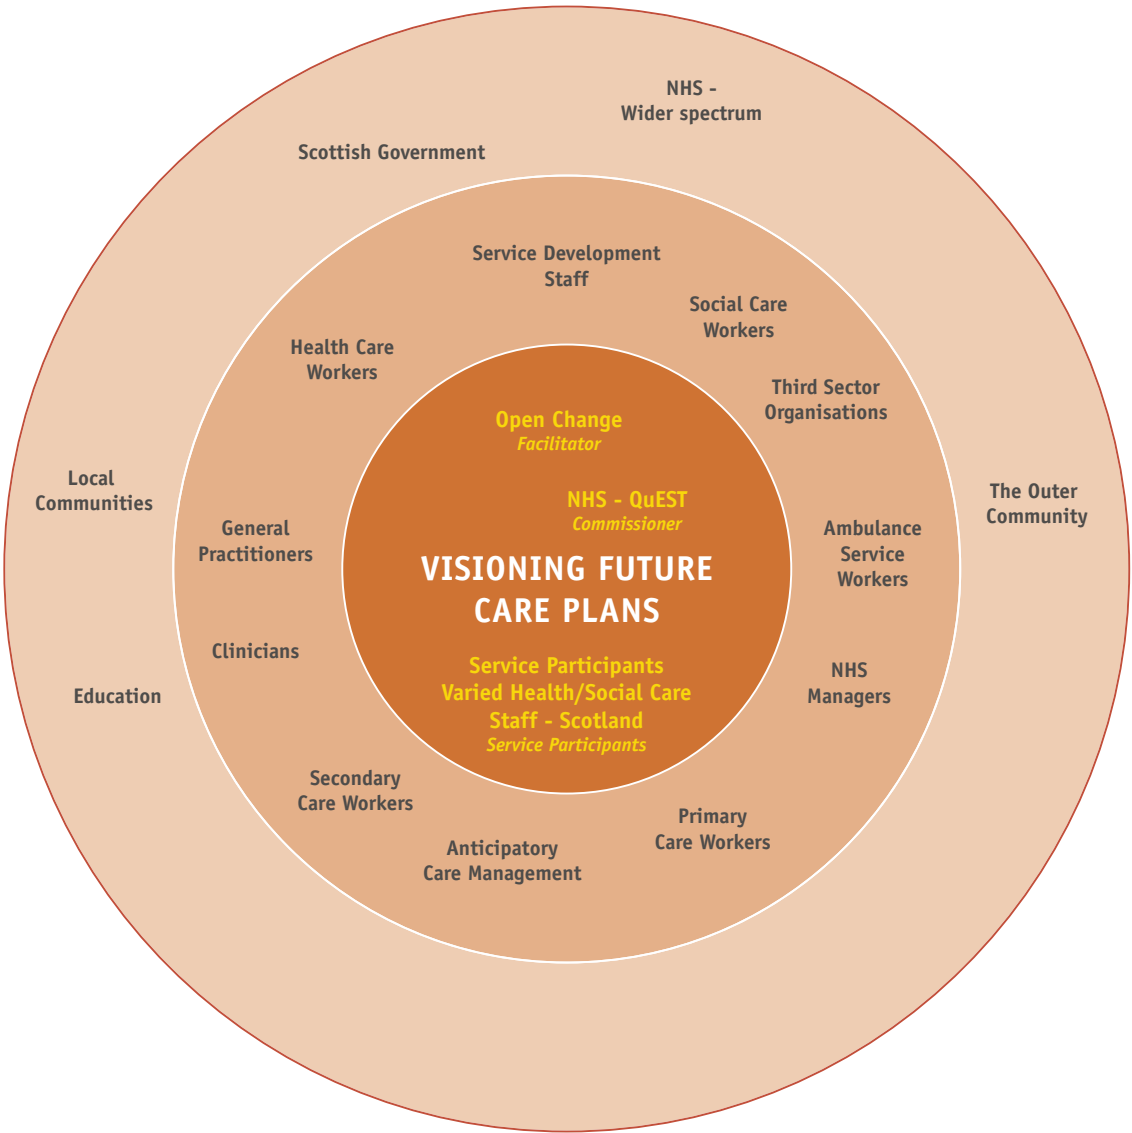 NHS -
Wider spectrum
Scottish Government
Service Development
Staff
Social Care
Workers
Health Care
Workers
Third Sector
Organisations
Open Change
Facilitator
Local
Communities
NHS - QuEST
Commissioner
The Outer
Community
General
Practitioners
Ambulance
Service
Workers
VISIONING FUTURE
CARE PLANS
Clinicians
Service Participants
Varied Health/Social Care
Staff - Scotland
Service Participants
NHS
Managers
Education
Secondary
Care Workers
Primary
Care Workers
Anticipatory
Care Management